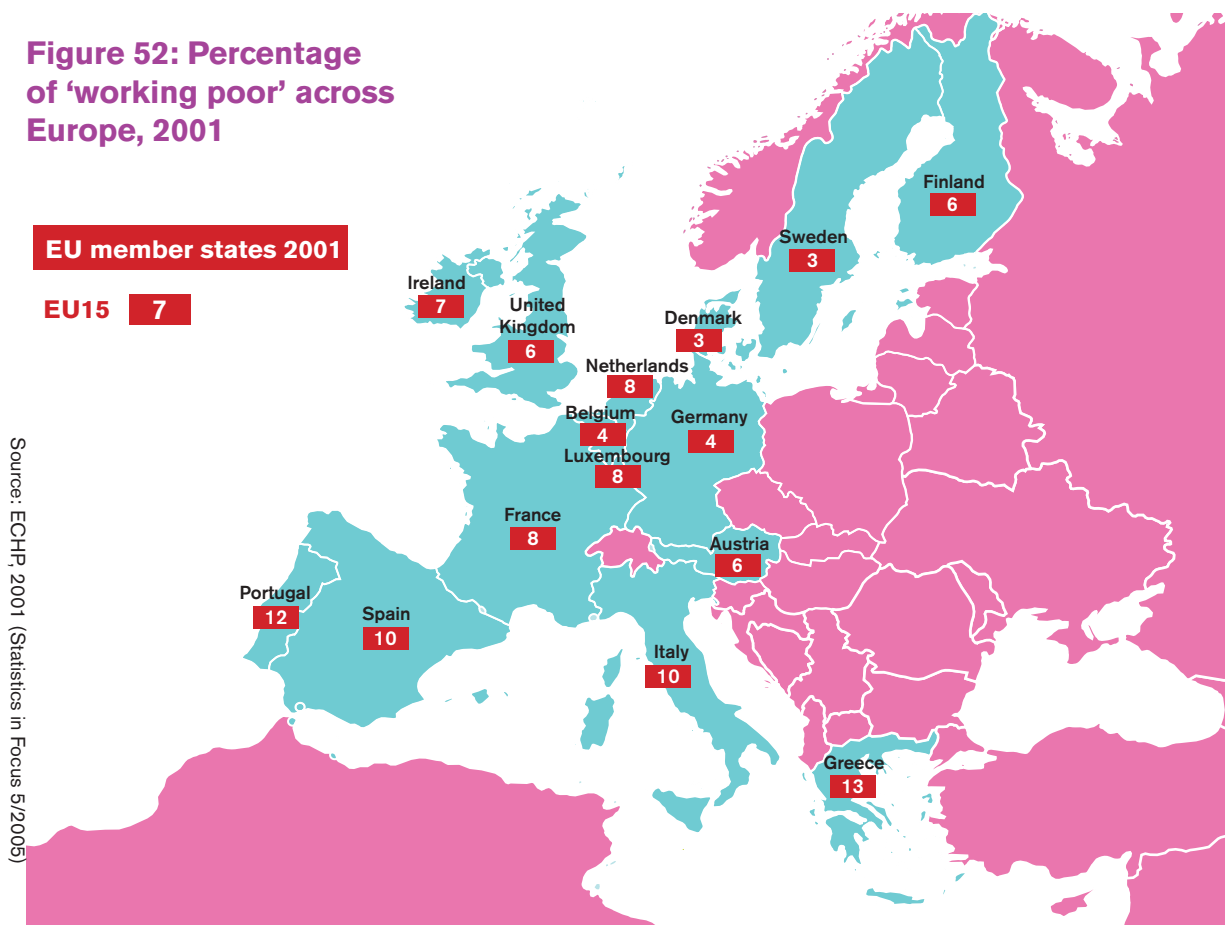 Figure 52: Percentage
of ‘working poor’ across
Europe, 2001
EU member states 2001
EU15 7
Finland
6
Sweden
3
Ireland
7
United
Kingdom
6
Denmark
3
Netherlands
8
Belgium
4
Germany
4
Luxembourg
8
France
8
Austria
6
Portugal
12
Spain
10
Italy
10
Greece
13
Source: ECHP, 2001 (Statistics in Focus 5/2005)